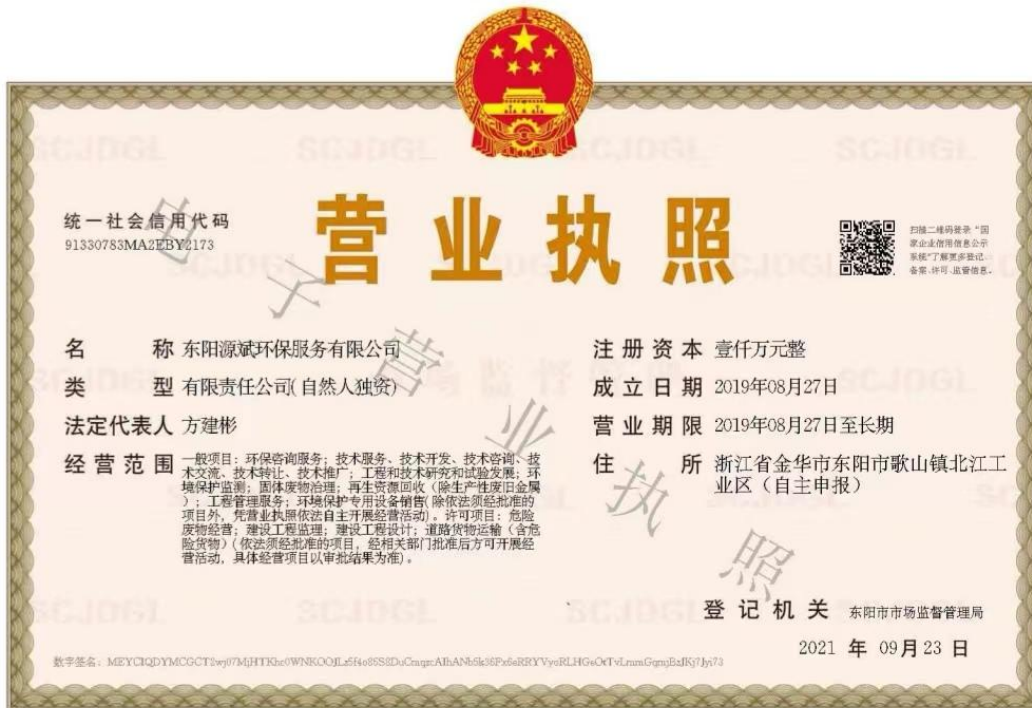 统一社会信用代码
91330783MA2EBY2173
营业执照
扫描二维码登录“国
家企业信用信息公示
系统”了解更多登记、
备案、许可、监管信息。
名称 东阳源斌环保服务有限公司
类型 有限责任公司(自然人独资)
法定代表人 方建彬
经营范围 一般项目：环保咨询服务；技术服务、技术开发、技术咨询、技
术交流、技术转让、技术推广；工程和技术研究和试验发展；环
境保护监测；固体废物治理；再生资源回收（除生产性废旧金属
）；工程管理服务；环境保护专用设备销售(除依法须经批准的
项目外，凭营业执照依法自主开展经营活动)。许可项目：危险
废物经营；建设工程监理；建设工程设计；道路货物运输（含危
险货物）(依法须经批准的项目，经相关部门批准后方可开展经
营活动，具体经营项目以审批结果为准)。
注册资本 壹仟万元整
成立日期 2019年08月27日
营业期限 2019年08月27日至长期
住所 浙江省金华市东阳市歌山镇北江工
业区（自主申报）
电子营业执照
登记机关 东阳市市场监督管理局
2021 年 09月 23 日
数字签名：
SCJDGL